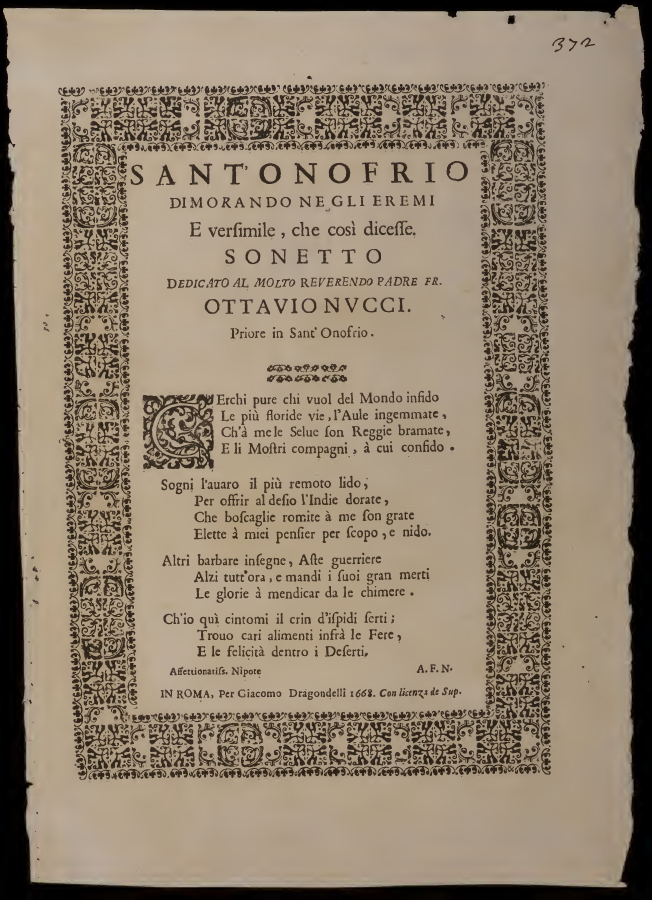 372
SANT'ONOFRIO
DIMORANDO NEGLI EREMI
E verſimile, che così diceſſe.
SONETTO
DEDICATO AL MOLTO REVERENDO PADRE FR.
OTTAVIO NVCCI.
Priore in Sant' Onofrio.
CErchi pure chi vuol del Mondo infido
Le più floride vie, l'Aule ingemmate,
Ch'à me le Selue ſon Reggie bramate,
E li Moſtri compagni, à cui confido.
Sogni l'auaro il più remoto lido,
Per offrir al deſio l'Indie dorate,
Che boſcaglie romite à me ſon grate
Elette à miei penſier per ſcopo, e nido.
Altri barbare inſegne, Aſte guerriere
Alzi tutt'ora, e mandi i ſuoi gran merti
Le glorie à mendicar da le chimere.
Ch'io quì cintomi il crin d'iſpidi ſerti;
Trouo cari alimenti infrà le Fere,
E le felicità dentro i Deſerti.
Affettionatiſs. Nipote A. F. N.
IN ROMA, Per Giacomo Dragondelli 1668. Con licenza de Sup.